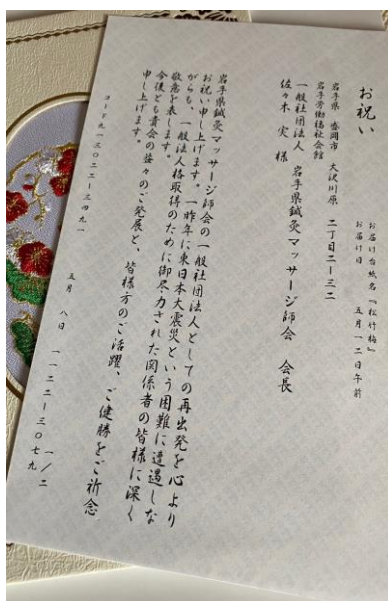 お祝い
お届け台紙名『松竹梅』
お届け日 五月一二日午前
岩手県 盛岡市 大沢川原 二丁目二ー三二
岩手労働福祉会館
一般社団法人 岩手県鍼灸マッサージ師会 会長
佐々木 実 様
岩手県鍼灸マッサージ師会の一般社団法人としての再出発を心より
お祝い申し上げます。一昨年に東日本大震災という困難に遭遇しな
がらも、一般法人格取得のために御尽力された関係者の皆様に深く
敬意を表します。
今後とも貴会の益々のご発展と、皆様方のご活躍、ご健勝をご祈念
申し上げます。
一/二
コード九一三〇二二ー三四九一 五月 八日 一一二二ー三〇七九